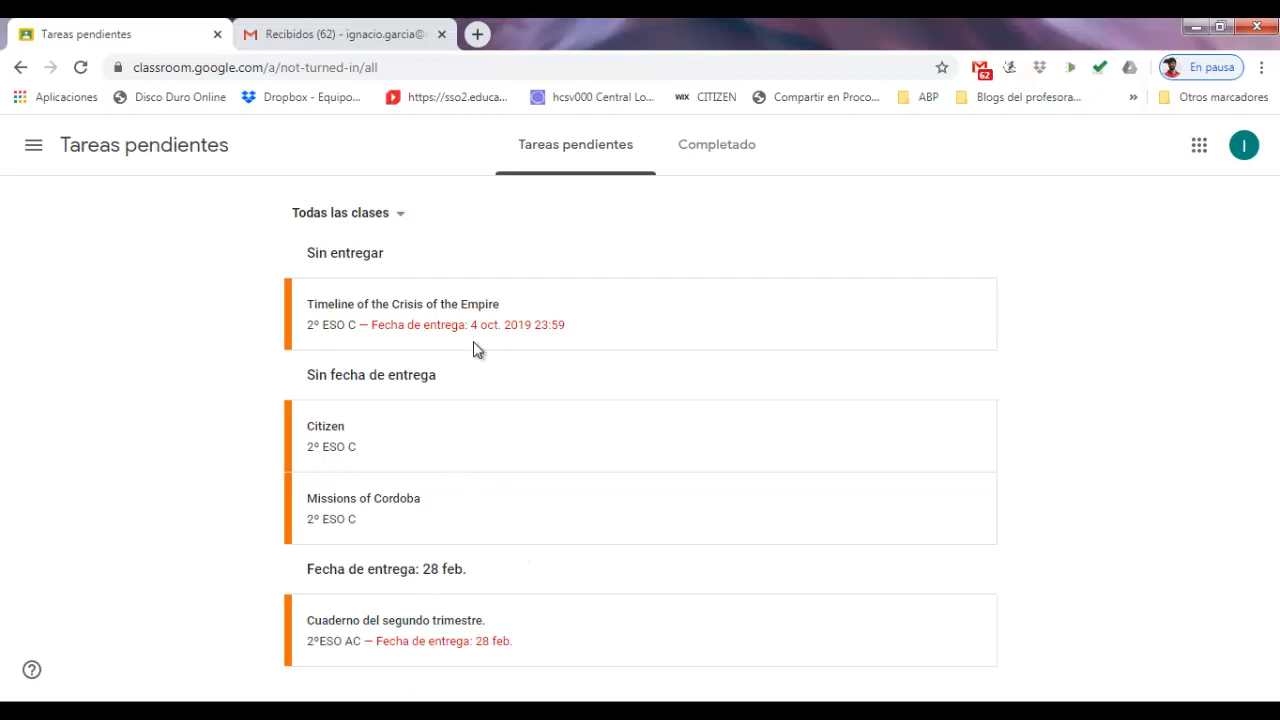 Tareas pendientes
Recibidos (62) - ignacio.garcia@
classroom.google.com/a/not-turned-in/all
62
En pausa
Aplicaciones
Disco Duro Online
Dropbox - Equipo...
https://sso2.educa...
hcsv000 Central Lo...
WIX CITIZEN
Compartir en Proco...
ABP
Blogs del profesora...
»
Otros marcadores
Tareas pendientes
Tareas pendientes
Completado
I
Todas las clases
Sin entregar
Timeline of the Crisis of the Empire
2º ESO C — Fecha de entrega: 4 oct. 2019 23:59
Sin fecha de entrega
Citizen
2º ESO C
Missions of Cordoba
2º ESO C
Fecha de entrega: 28 feb.
Cuaderno del segundo trimestre.
2ºESO AC — Fecha de entrega: 28 feb.